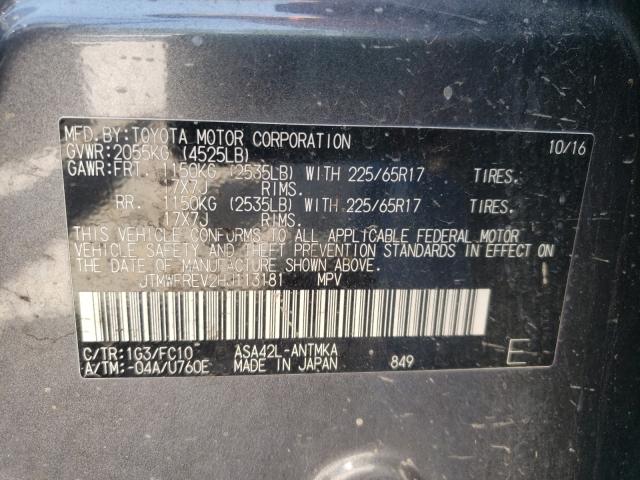 MFD.BY:TOYOTA MOTOR CORPORATION 10/16
GVWR:2055KG (4525LB)
GAWR:FRT. 1150KG (2535LB) WITH 225/65R17 TIRES.
17X7J RIMS.
RR. 1150KG (2535LB) WITH 225/65R17 TIRES.
17X7J RIMS.
THIS VEHICLE CONFORMS TO ALL APPLICABLE FEDERAL MOTOR
VEHICLE SAFETY AND THEFT PREVENTION STANDARDS IN EFFECT ON
THE DATE OF MANUFACTURE SHOWN ABOVE.
JTMWFREV2HJ113181 MPV
C/TR:1G3/FC10 ASA42L-ANTMKA E
A/TM:-04A/U760E MADE IN JAPAN 849